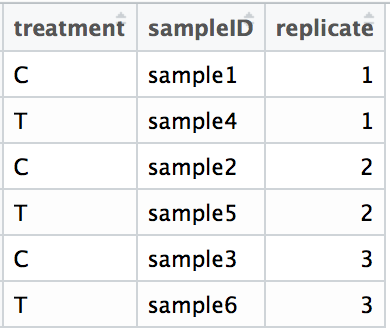 treatment sampleID replicate
C sample1 1
T sample4 1
C sample2 2
T sample5 2
C sample3 3
T sample6 3